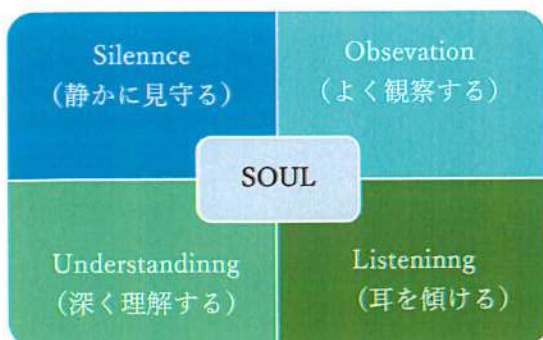 Silennce
(静かに見守る)
Obsevation
(よく観察する)
SOUL
Understandinng
(深く理解する)
Listeninng
(耳を傾ける)